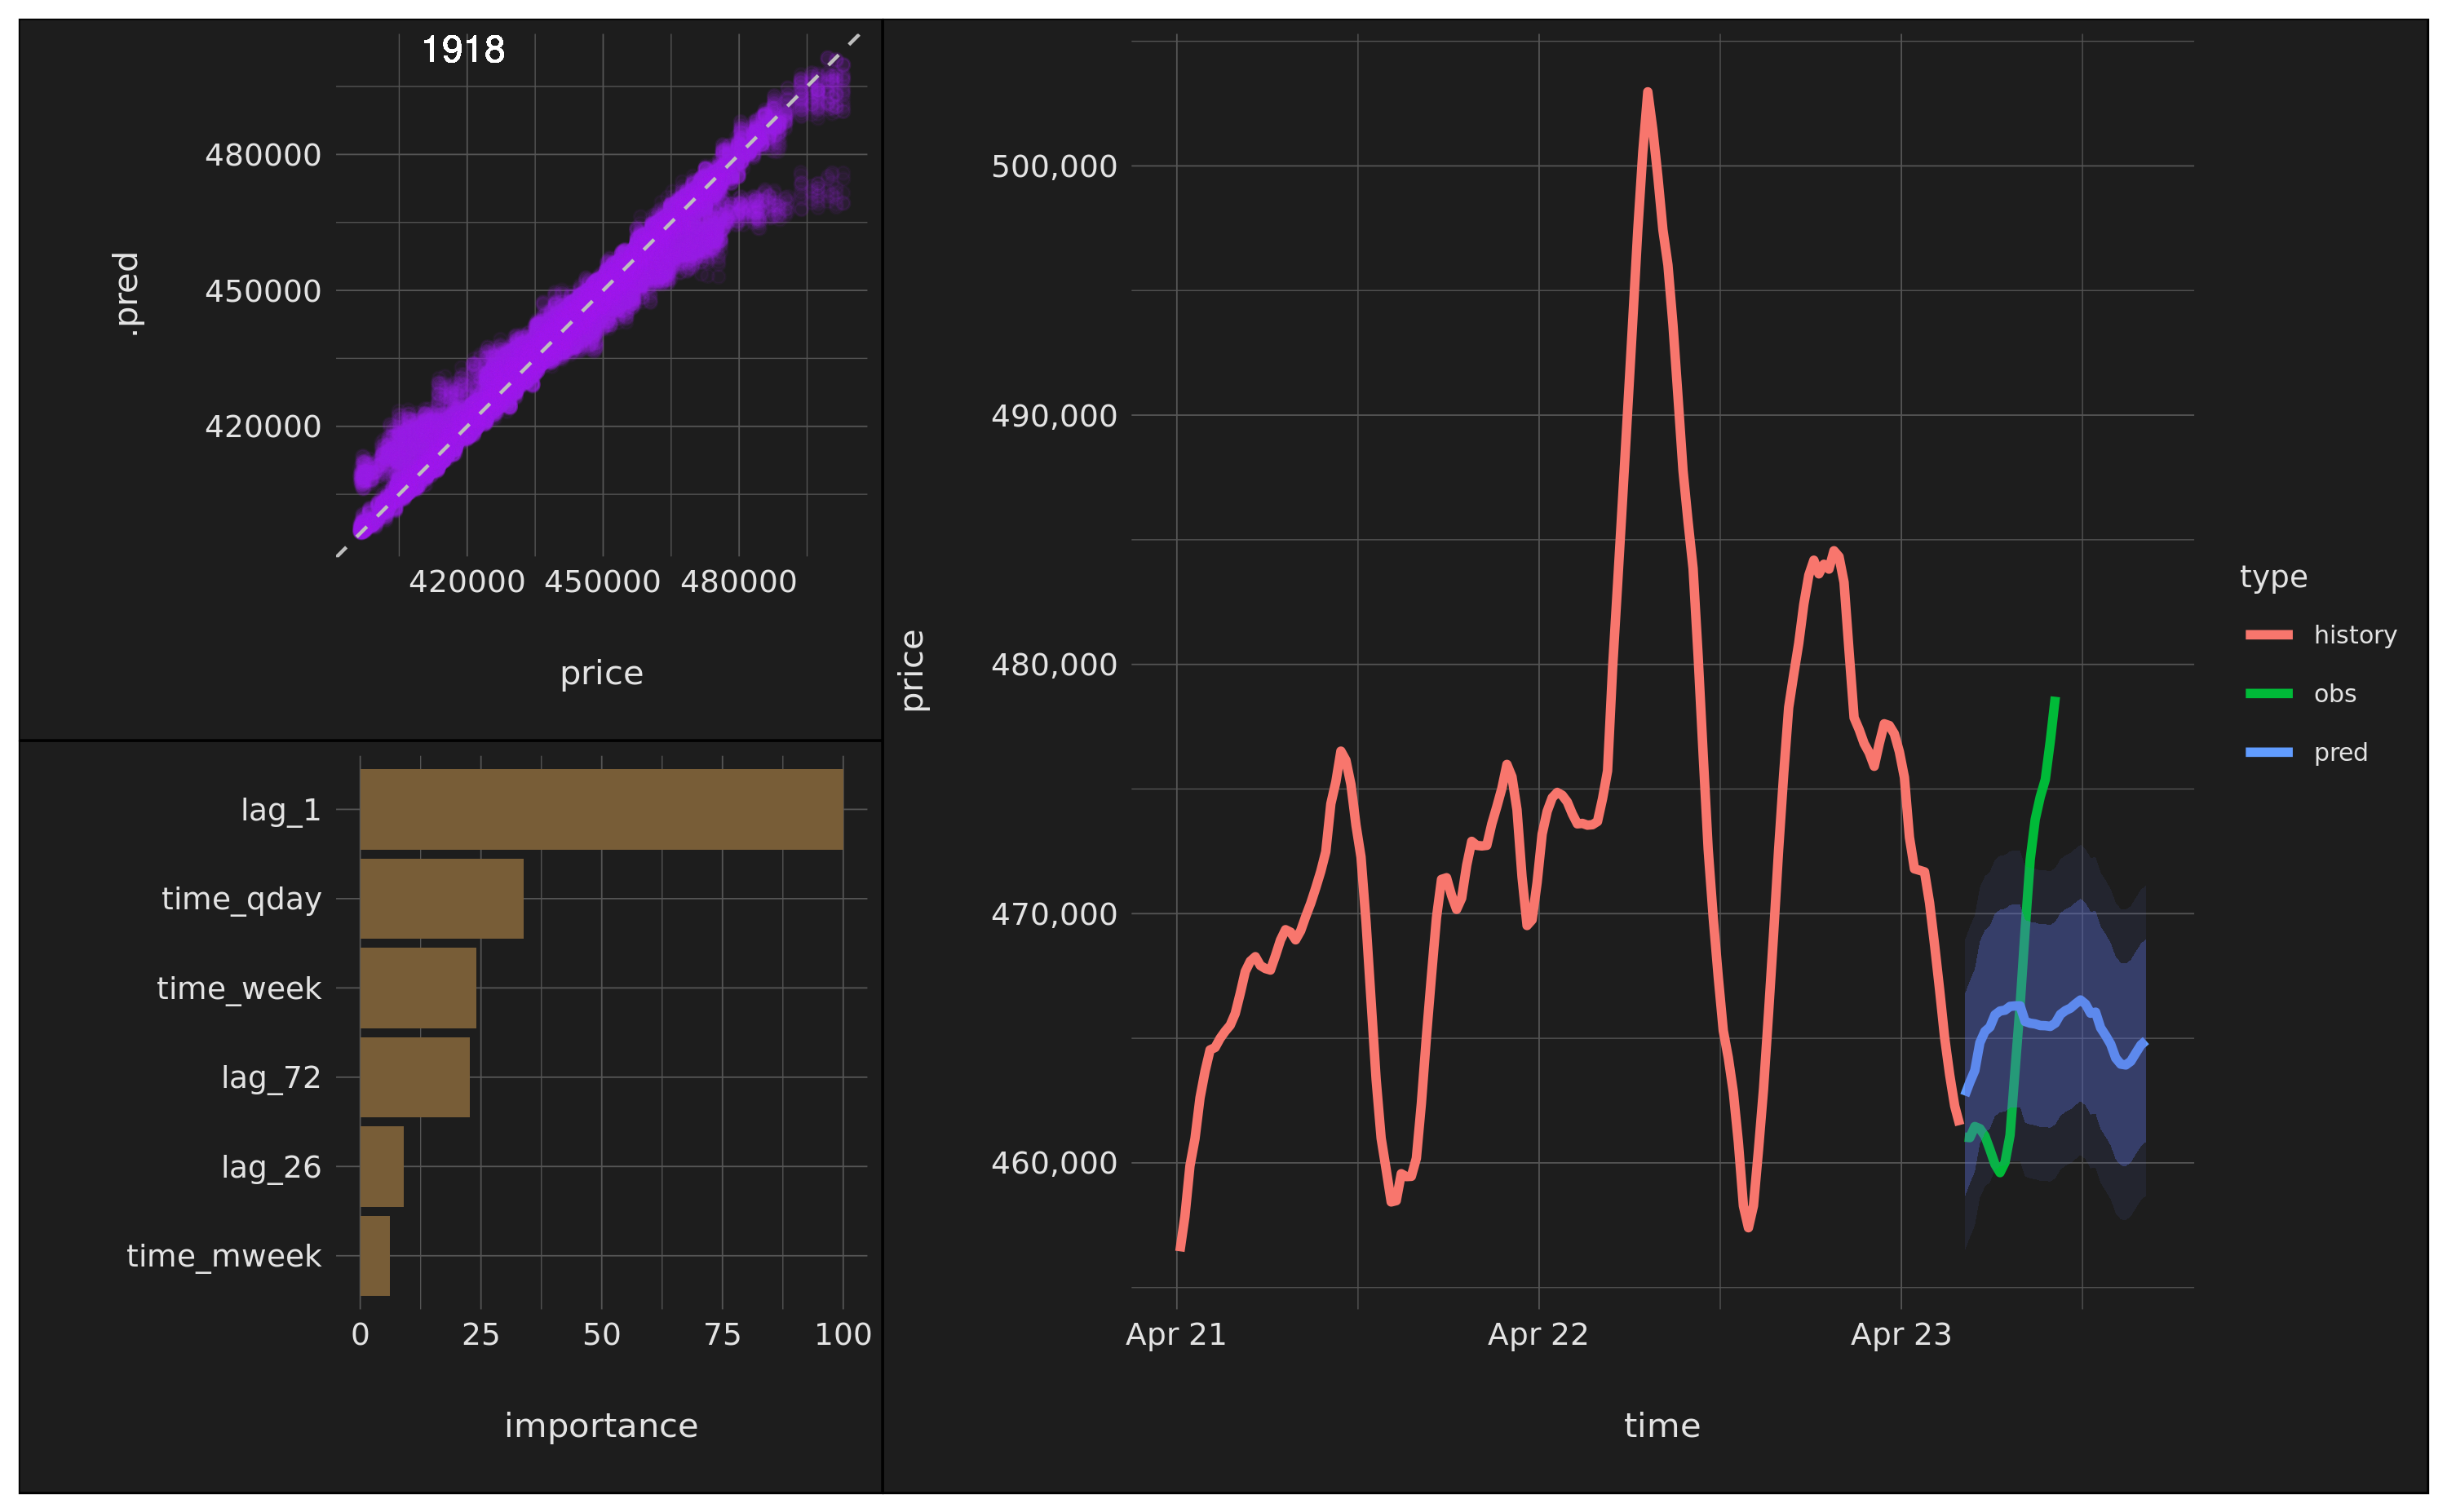 1918
.pred
480000
450000
420000
420000 450000 480000
price
lag_1
time_qday
time_week
lag_72
lag_26
time_mweek
0 25 50 75 100
importance
price
500,000
490,000
480,000
470,000
460,000
Apr 21 Apr 22 Apr 23
time
type
history
obs
pred